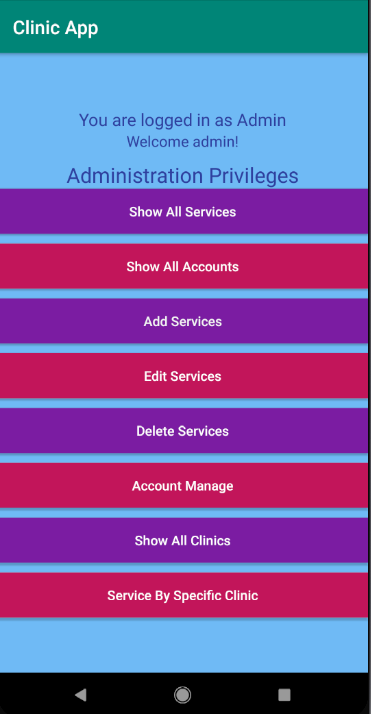 Clinic App
You are logged in as Admin
Welcome admin!
Administration Privileges
Show All Services
Show All Accounts
Add Services
Edit Services
Delete Services
Account Manage
Show All Clinics
Service By Specific Clinic